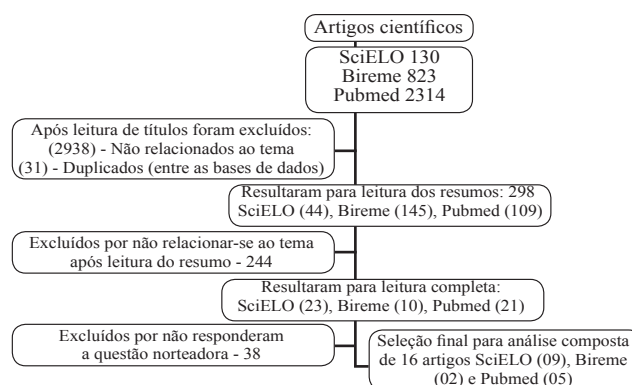 Artigos científicos
SciELO 130
Bireme 823
Pubmed 2314
Após leitura de títulos foram excluídos:
(2938) - Não relacionados ao tema
(31) - Duplicados (entre as bases de dados)
Resultaram para leitura dos resumos: 298
SciELO (44), Bireme (145), Pubmed (109)
Excluídos por não relacionar-se ao tema
após leitura do resumo - 244
Resultaram para leitura completa:
SciELO (23), Bireme (10), Pubmed (21)
Excluídos por não responderam
a questão norteadora - 38
Seleção final para análise composta
de 16 artigos SciELO (09), Bireme
(02) e Pubmed (05)